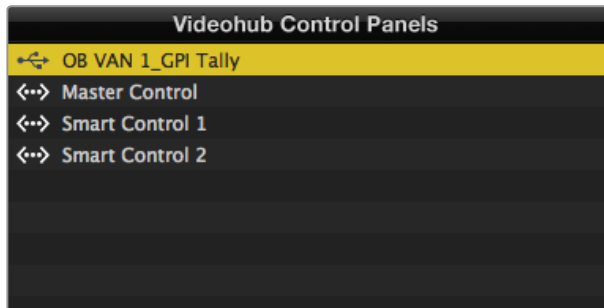 Videohub Control Panels
OB VAN 1_GPI Tally
Master Control
Smart Control 1
Smart Control 2